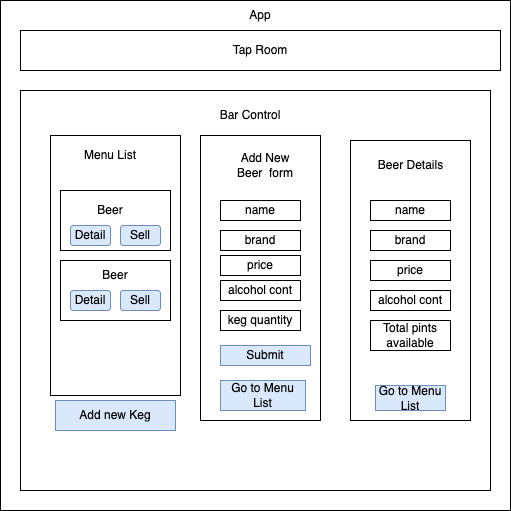 App
Tap Room
Bar Control
Menu List
Beer
Detail
Sell
Beer
Detail
Sell
Add new Keg
Add New
Beer form
name
brand
price
alcohol cont
keg quantity
Submit
Go to Menu
List
Beer Details
name
brand
price
alcohol cont
Total pints
available
Go to Menu
List